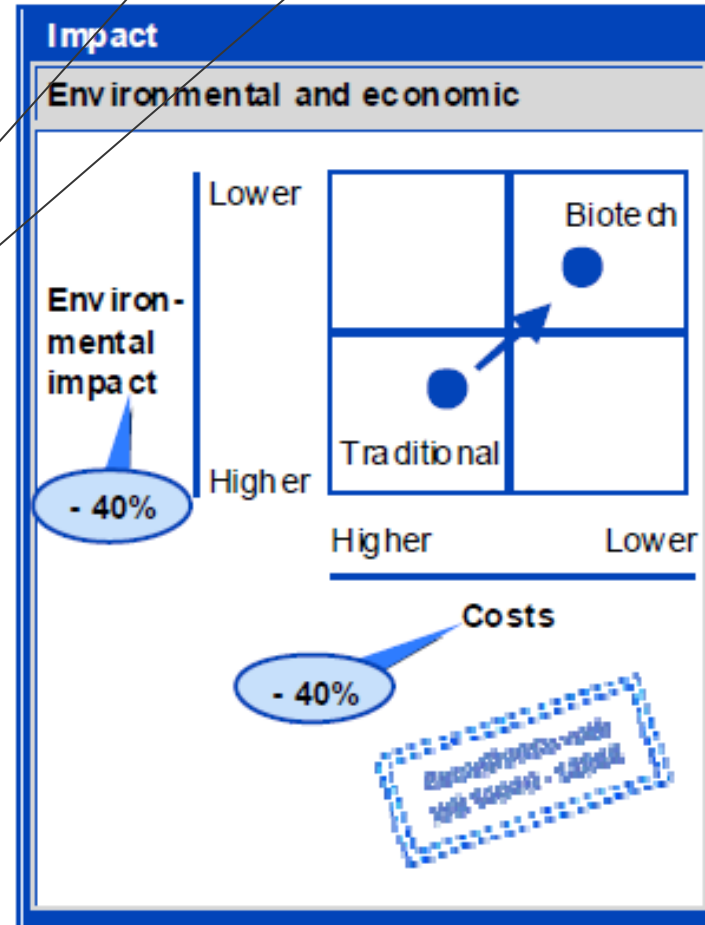 Impact
Environmental and economic
Lower
Biotech
Environ-
mental
impact
Traditional
Higher
- 40%
Higher
Lower
Costs
- 40%